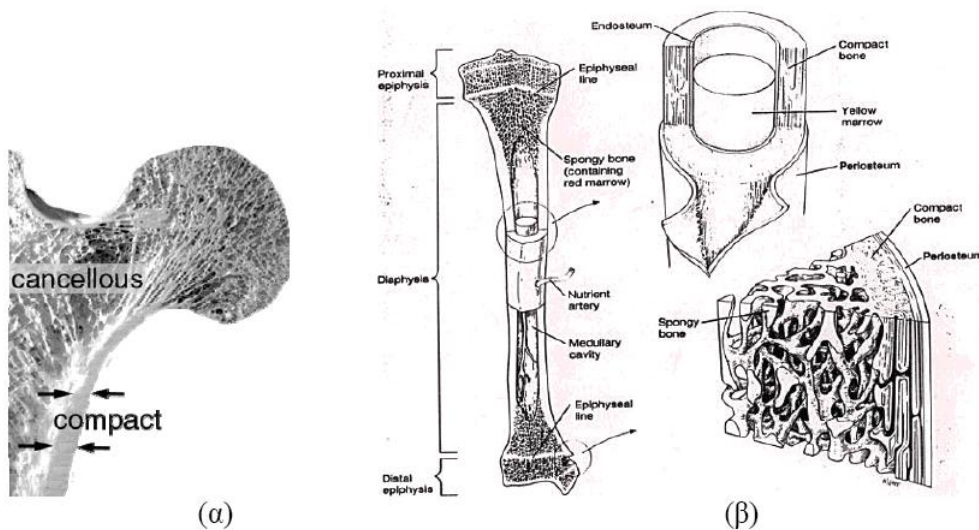 cancellous
compact
(α)
Proximal
epiphysis
Diaphysis
Distal
epiphysis
Epiphyseal
line
Spongy bone
(containing
red marrow)
Nutrient
artery
Medullary
cavity
Epiphyseal
line
Endosteum
Compact
bone
Yellow
marrow
Periosteum
Compact
bone
Periosteum
Spongy
bone
(β)